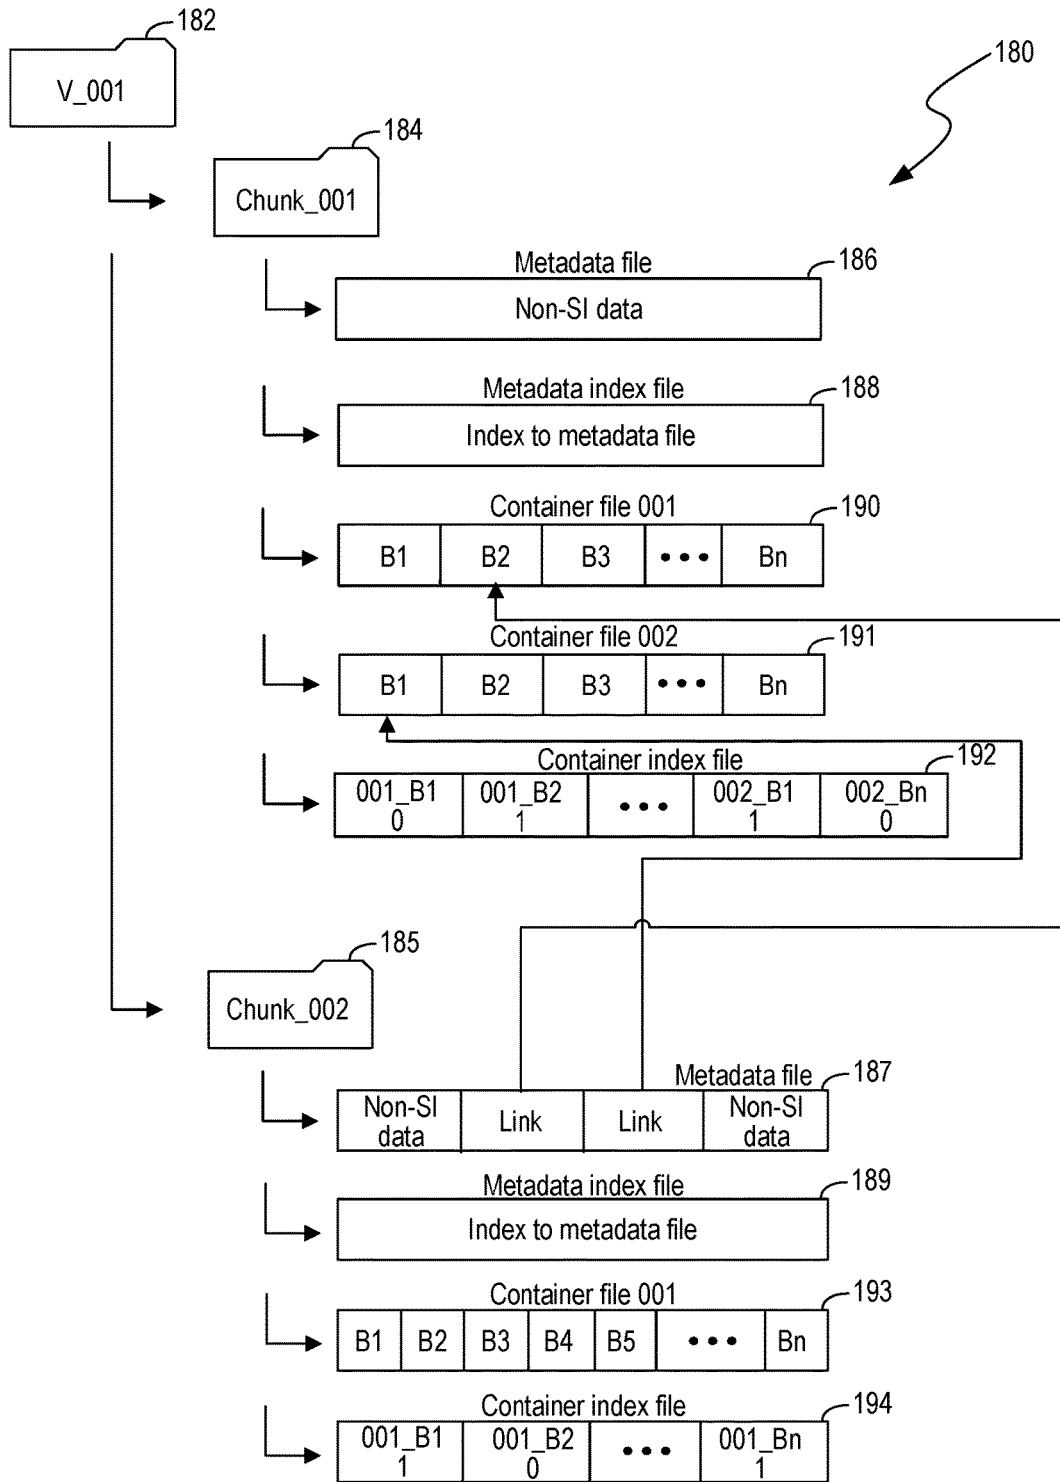 182
V_001
180
184
Chunk_001
Metadata file
186
Non-SI data
Metadata index file
188
Index to metadata file
Container file 001
190
B1 B2 B3 ••• Bn
Container file 002
191
B1 B2 B3 ••• Bn
Container index file
192
001_B1 001_B2 ••• 002_B1 002_Bn
0 1 1 0
185
Chunk_002
Metadata file
187
Non-SI Link Link Non-SI
data data
Metadata index file
189
Index to metadata file
Container file 001
193
B1 B2 B3 B4 B5 ••• Bn
Container index file
194
001_B1 001_B2 ••• 001_Bn
1 0 1